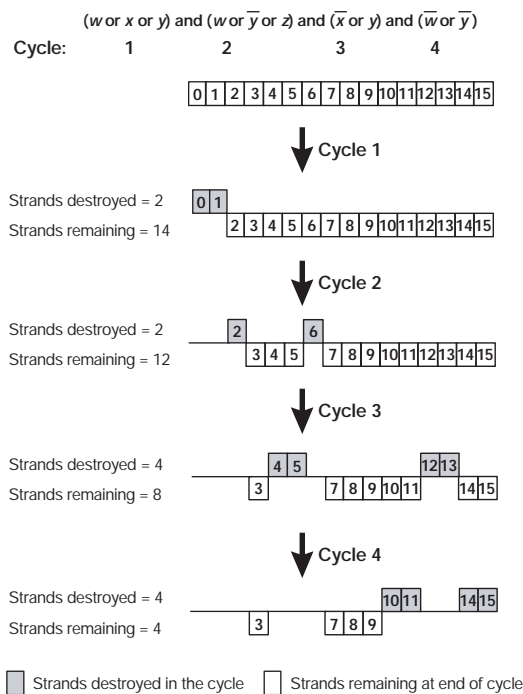 (w or x or y) and (w or y̅ or z) and (x̅ or y) and (w̅ or y̅)
Cycle: 1 2 3 4
0 1 2 3 4 5 6 7 8 9 10 11 12 13 14 15
Cycle 1
Strands destroyed = 2 0 1
Strands remaining = 14 2 3 4 5 6 7 8 9 10 11 12 13 14 15
Cycle 2
Strands destroyed = 2 2 6
Strands remaining = 12 3 4 5 7 8 9 10 11 12 13 14 15
Cycle 3
Strands destroyed = 4 4 5 12 13
Strands remaining = 8 3 7 8 9 10 11 14 15
Cycle 4
Strands destroyed = 4 10 11 14 15
Strands remaining = 4 3 7 8 9
Strands destroyed in the cycle Strands remaining at end of cycle